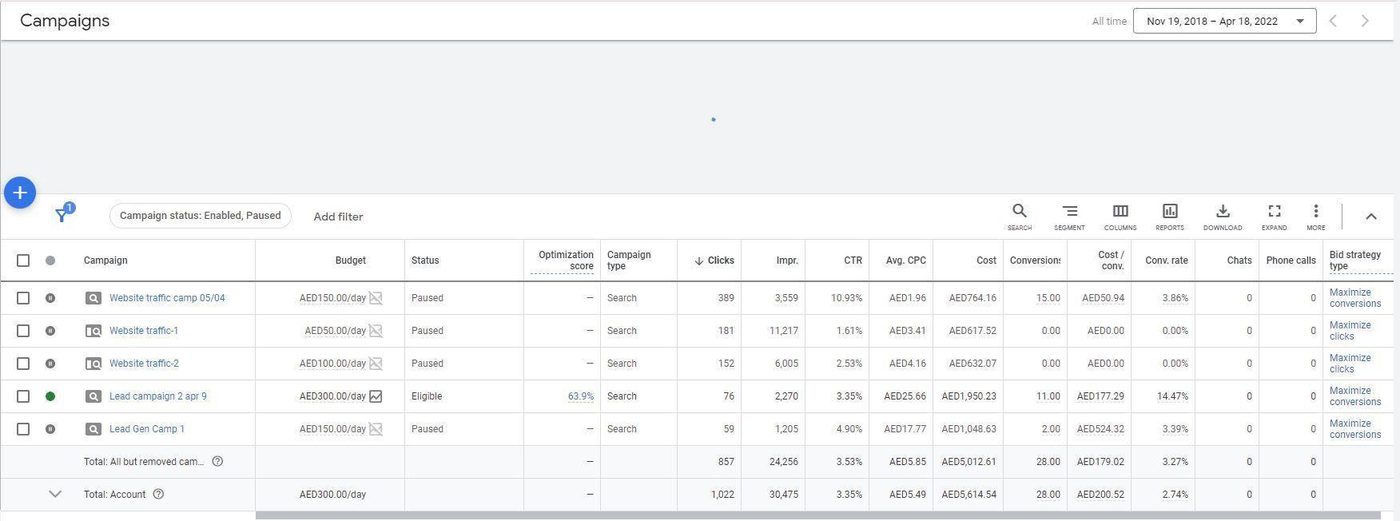 Campaigns
All time Nov 19, 2018 – Apr 18, 2022
1 Campaign status: Enabled, Paused Add filter
SEARCH SEGMENT COLUMNS REPORTS DOWNLOAD EXPAND MORE
Campaign Budget Status Optimization score Campaign type Clicks Impr. CTR Avg. CPC Cost Conversions Cost / conv. Conv. rate Chats Phone calls Bid strategy type
Website traffic camp 05/04 AED150.00/day Paused — Search 389 3,559 10.93% AED1.96 AED764.16 15.00 AED50.94 3.86% 0 0 Maximize conversions
Website traffic-1 AED50.00/day Paused — Search 181 11,217 1.61% AED3.41 AED617.52 0.00 AED0.00 0.00% 0 0 Maximize clicks
Website traffic-2 AED100.00/day Paused — Search 152 6,005 2.53% AED4.16 AED632.07 0.00 AED0.00 0.00% 0 0 Maximize clicks
Lead campaign 2 apr 9 AED300.00/day Eligible 63.9% Search 76 2,270 3.35% AED25.66 AED1,950.23 11.00 AED177.29 14.47% 0 0 Maximize conversions
Lead Gen Camp 1 AED150.00/day Paused — Search 59 1,205 4.90% AED17.77 AED1,048.63 2.00 AED524.32 3.39% 0 0 Maximize conversions
Total: All but removed cam... — 857 24,256 3.53% AED5.85 AED5,012.61 28.00 AED179.02 3.27% 0 0
Total: Account AED300.00/day — 1,022 30,475 3.35% AED5.49 AED5,614.54 28.00 AED200.52 2.74% 0 0